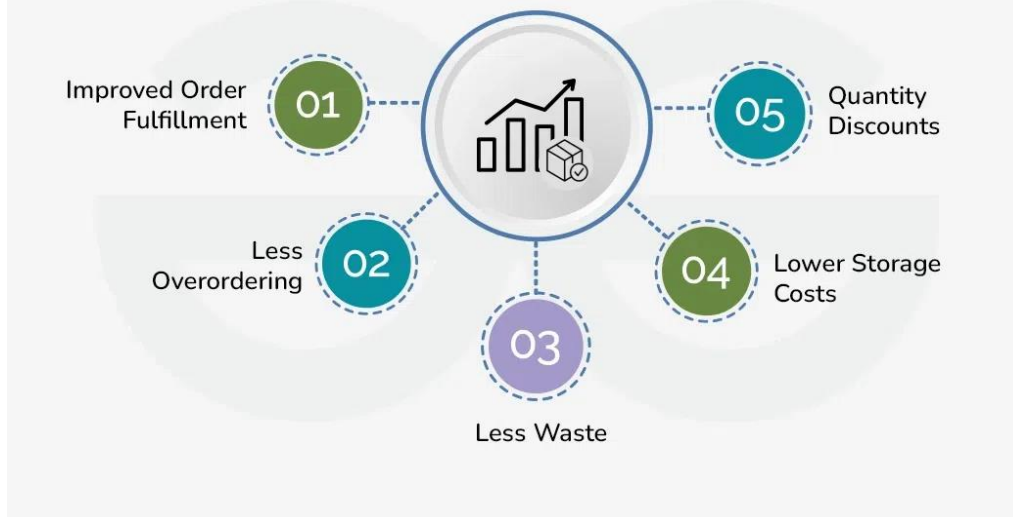 01
Improved Order
Fulfillment
02
Less
Overordering
03
Less Waste
04
Lower Storage
Costs
05
Quantity
Discounts